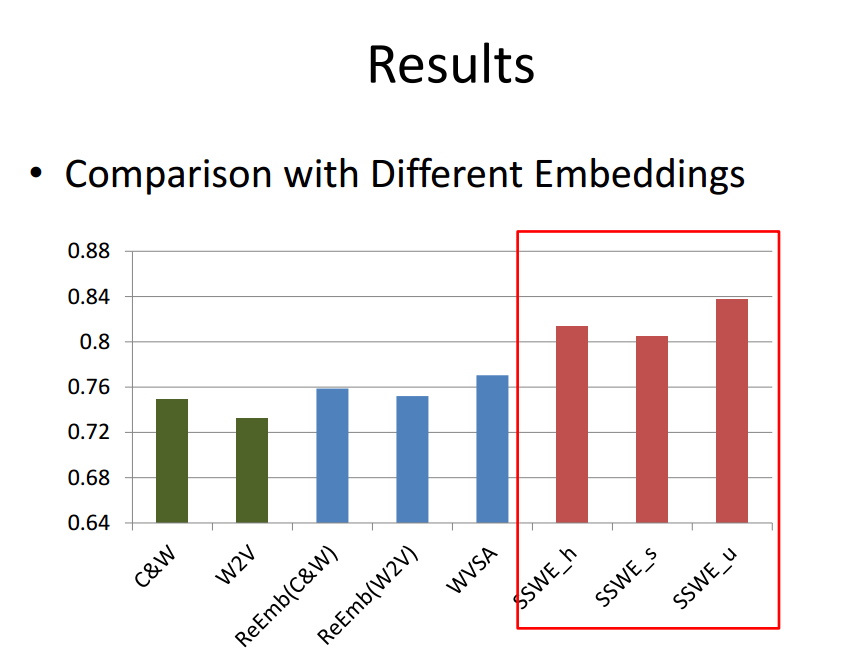 Results
• Comparison with Different Embeddings
0.88
0.84
0.8
0.76
0.72
0.68
0.64
C&W
W2V
ReEmb(C&W)
ReEmb(W2V)
WVSA
SSWE_h
SSWE_s
SSWE_u